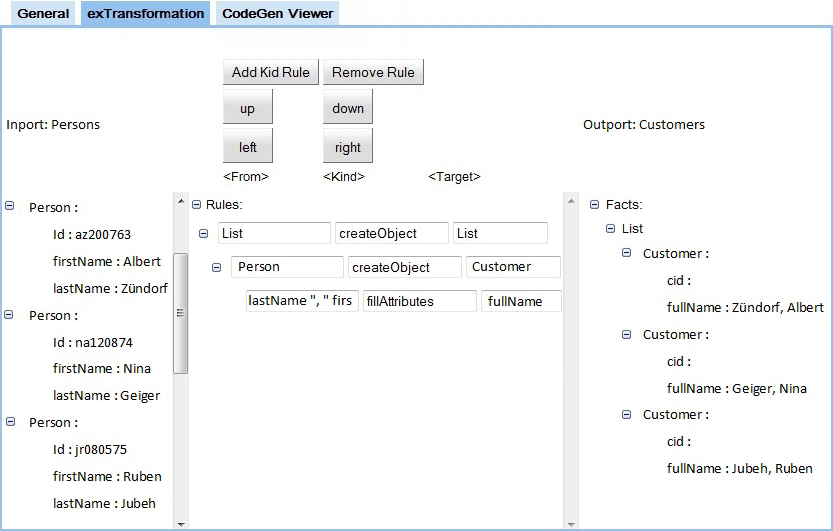 General exTransformation CodeGen Viewer
Add Kid Rule Remove Rule
up down
Inport: Persons
Outport: Customers
left right
<From> <Kind> <Target>
Person :
Id : az200763
firstName : Albert
lastName : Zündorf
Person :
Id : na120874
firstName : Nina
lastName : Geiger
Person :
Id : jr080575
firstName : Ruben
lastName : Jubeh
Rules:
List createObject List
Person createObject Customer
lastName ", " firs fillAttributes fullName
Facts:
List
Customer :
cid :
fullName : Zündorf, Albert
Customer :
cid :
fullName : Geiger, Nina
Customer :
cid :
fullName : Jubeh, Ruben